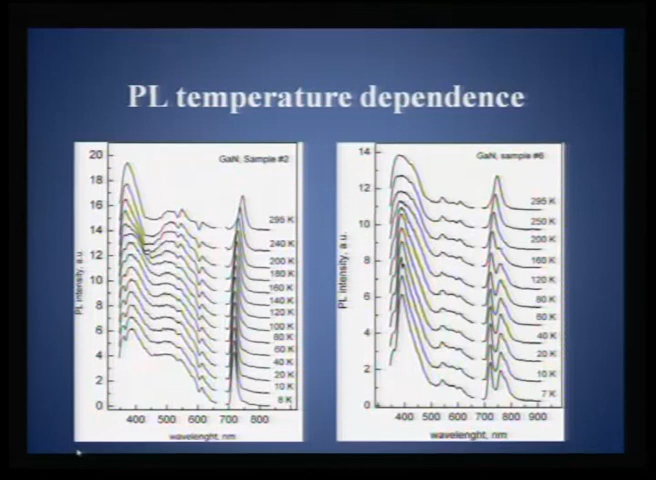 PL temperature dependence
GaN, Sample #2
20
18
16
14
12
10
8
6
4
2
0
PL intensity, a.u.
295 K
240 K
200 K
180 K
160 K
140 K
120 K
100 K
80 K
60 K
40 K
20 K
10 K
8 K
400 500 600 700 800
wavelenght, nm
GaN, sample #6
14
12
10
8
6
4
2
0
PL intensity, a.u.
295 K
250 K
200 K
160 K
120 K
80 K
60 K
40 K
20 K
10 K
7 K
400 500 600 700 800 900
wavelenght, nm